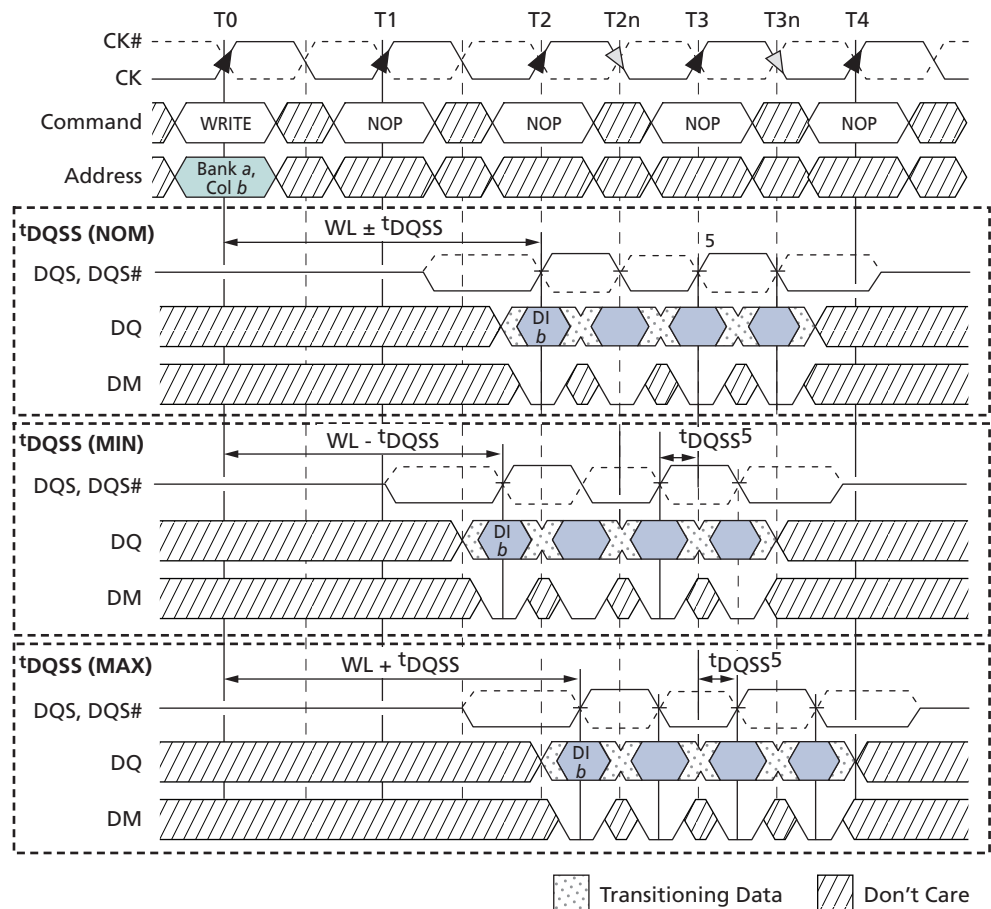 T0 T1 T2 T2n T3 T3n T4
CK#
CK
Command WRITE NOP NOP NOP NOP
Address Bank a,
Col b
tDQSS (NOM) WL ± tDQSS
5
DQS, DQS#
DQ DI
b
DM
tDQSS (MIN) WL - tDQSS tDQSS5
DQS, DQS#
DQ DI
b
DM
tDQSS (MAX) WL + tDQSS tDQSS5
DQS, DQS#
DQ DI
b
DM
Transitioning Data Don't Care